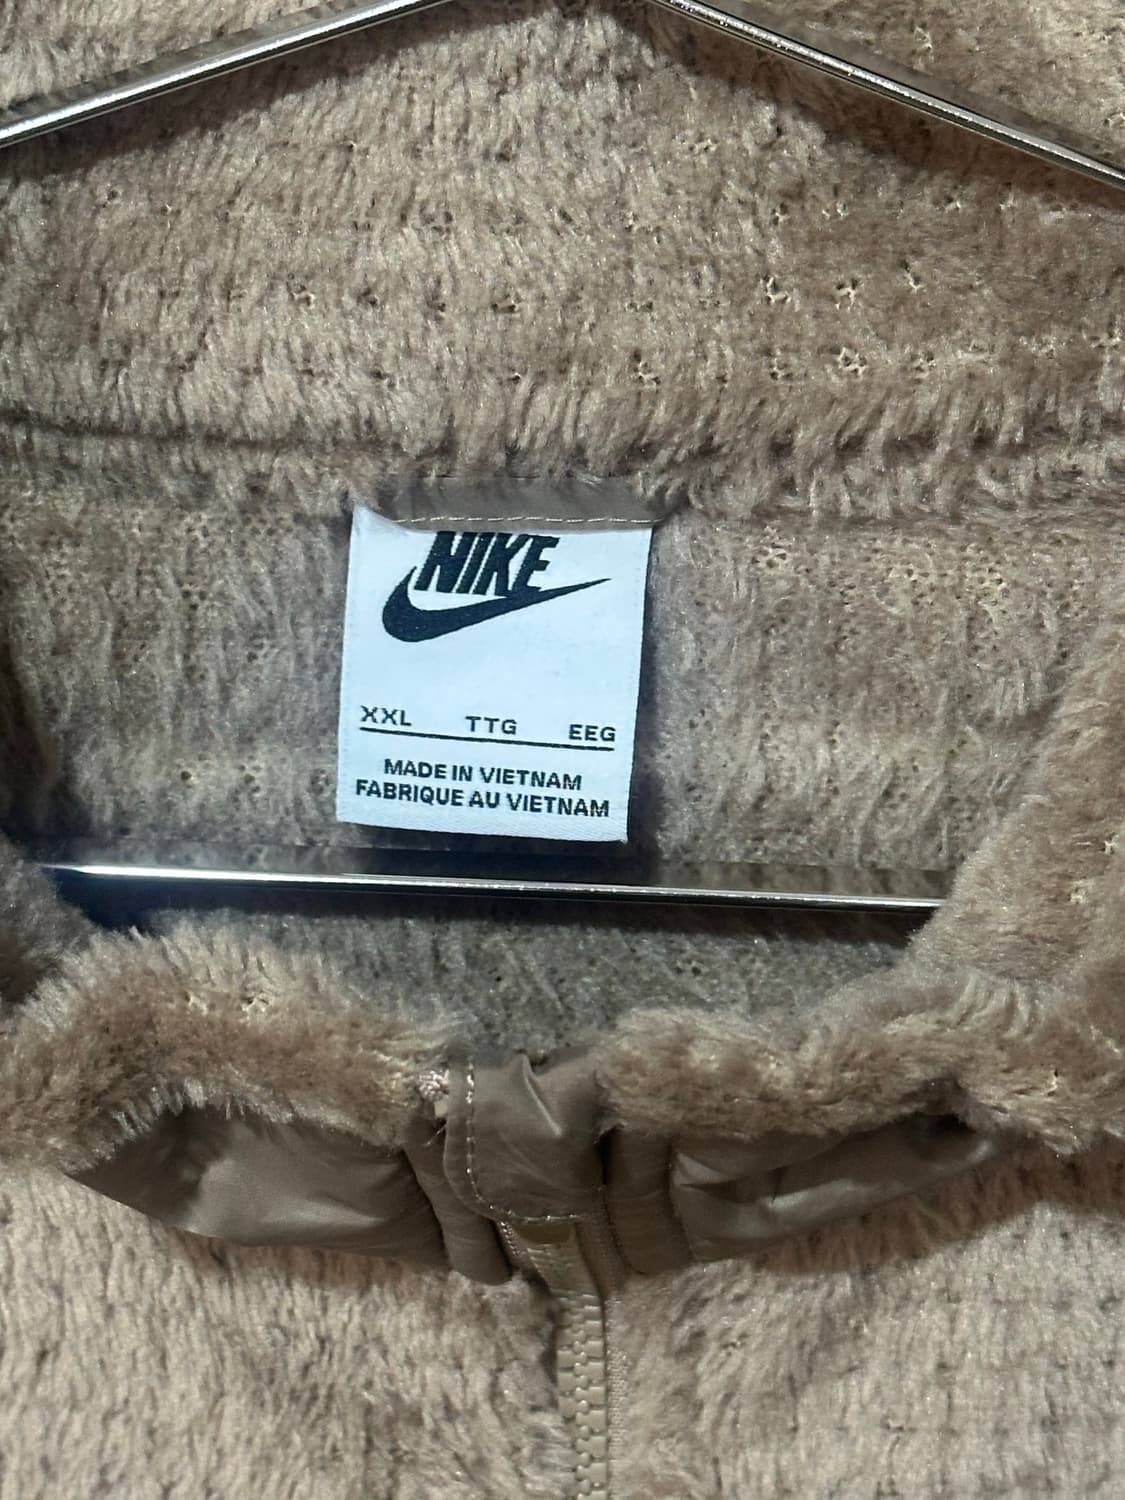 NIKE
XXL TTG EEG
MADE IN VIETNAM
FABRIQUE AU VIETNAM